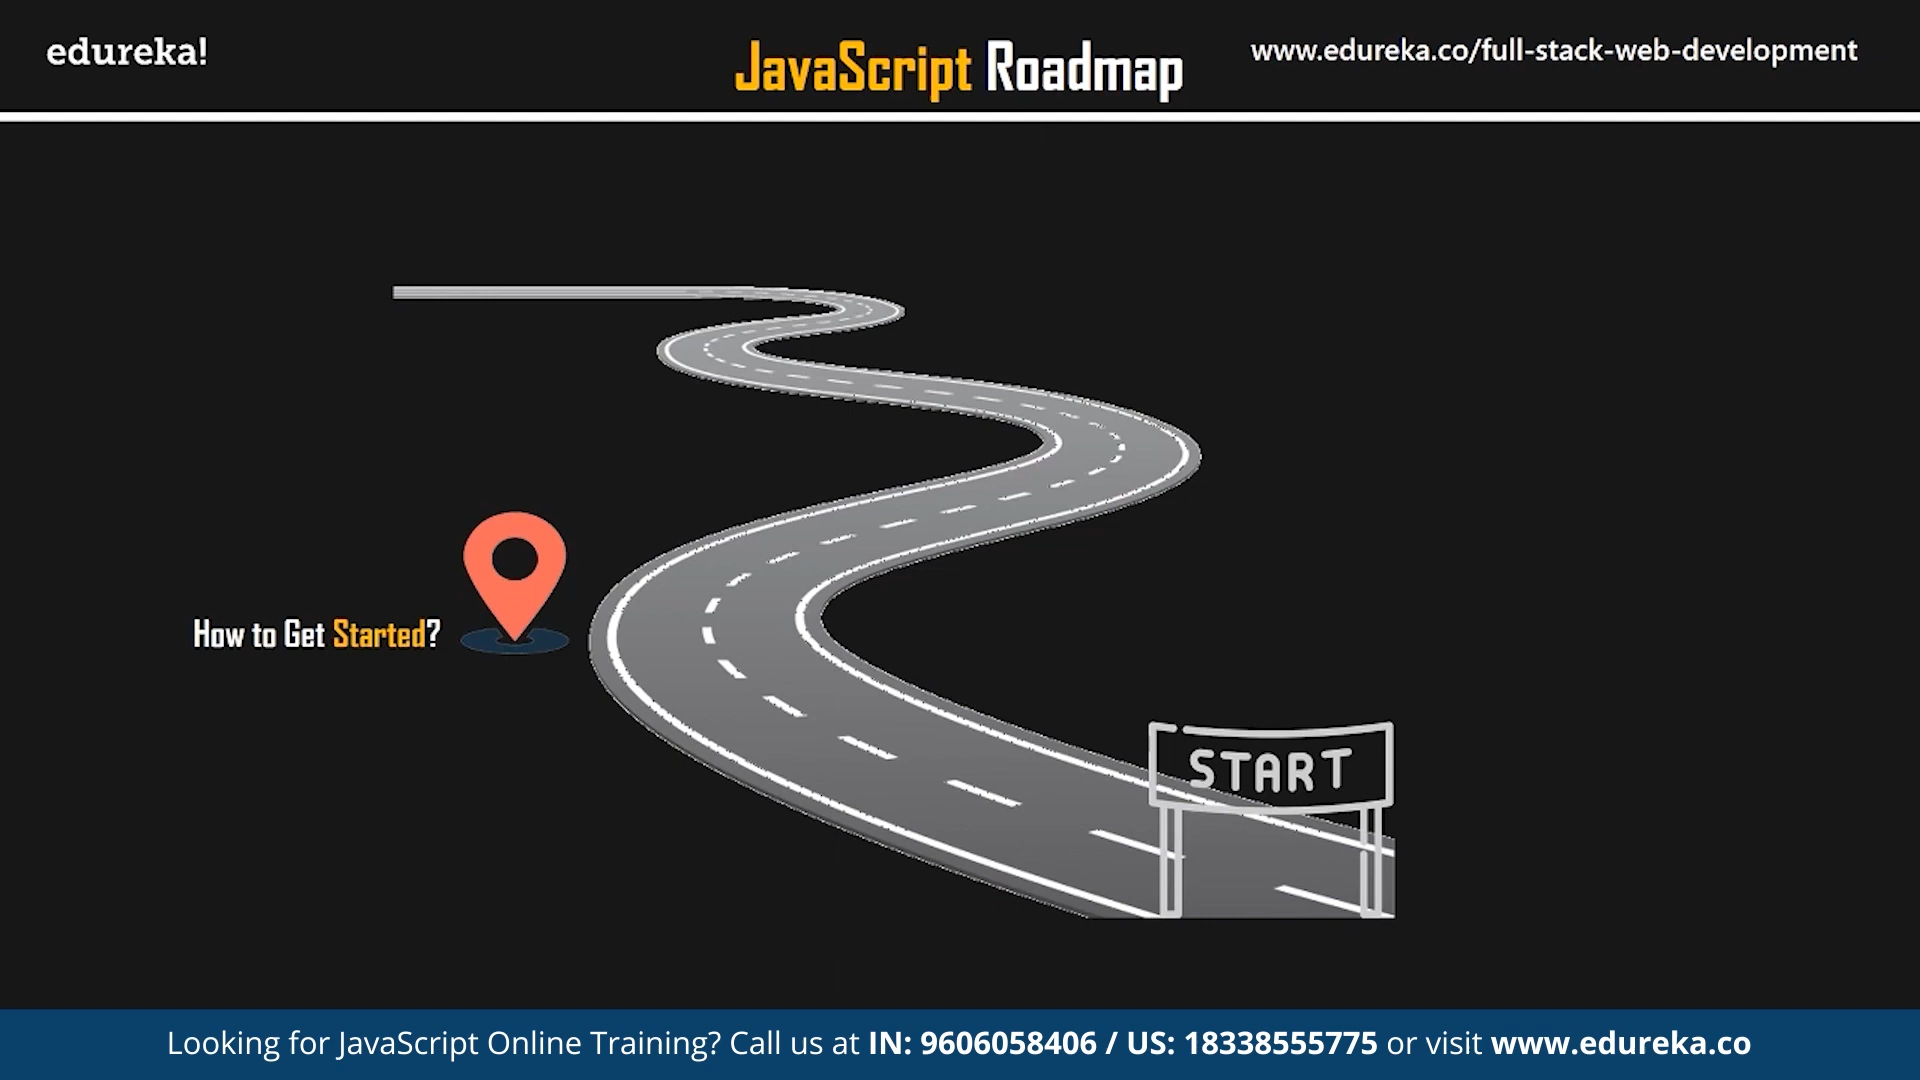 edureka!
JavaScript Roadmap
www.edureka.co/full-stack-web-development
How to Get Started?
START
Looking for JavaScript Online Training? Call us at IN: 9606058406 / US: 18338555775 or visit www.edureka.co